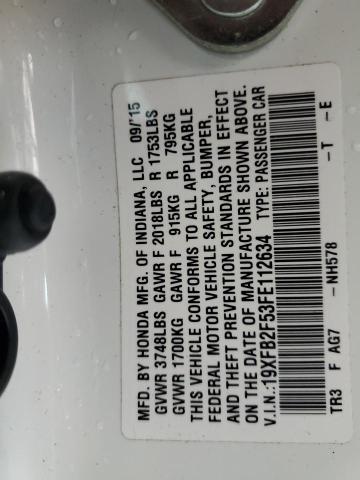 MFD. BY HONDA MFG. OF INDIANA, LLC 09/'15
GVWR 3748LBS GAWR F 2018LBS R 1753LBS
GVWR 1700KG GAWR F 915KG R 795KG
THIS VEHICLE CONFORMS TO ALL APPLICABLE
FEDERAL MOTOR VEHICLE SAFETY, BUMPER,
AND THEFT PREVENTION STANDARDS IN EFFECT
ON THE DATE OF MANUFACTURE SHOWN ABOVE.
V.I.N.:19XFB2F53FE112634 TYPE: PASSENGER CAR
TR3 F AG7 -T -E
-NH578